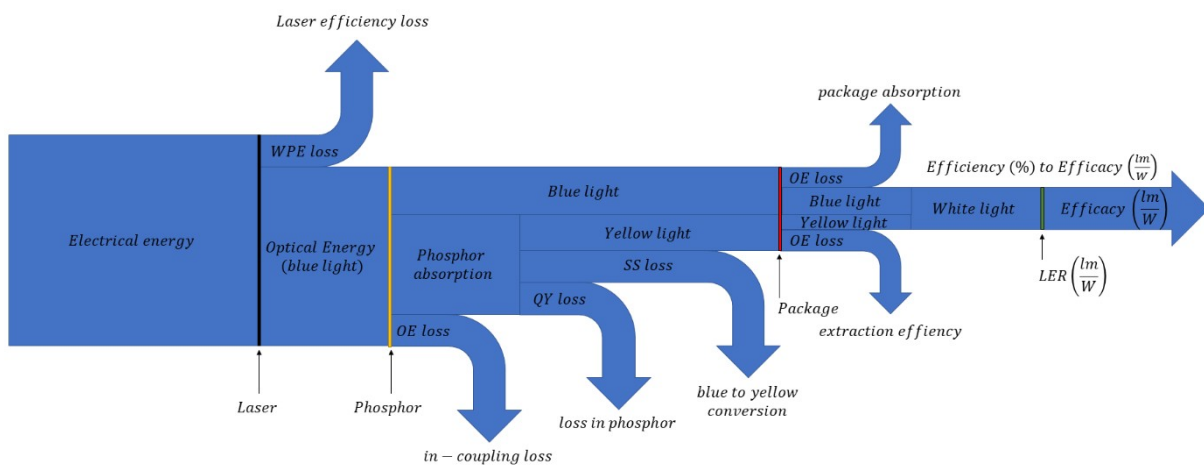 Laser efficiency loss
package absorption
WPE loss
Efficiency (%) to Efficacy (lm/W)
OE loss
Blue light
Blue light
Electrical energy
Optical Energy
(blue light)
Phosphor
absorption
Yellow light
Yellow light
White light
Efficacy (lm/W)
OE loss
SS loss
QY loss
OE loss
Package
LER (lm/W)
extraction effiency
Laser
Phosphor
blue to yellow
conversion
loss in phosphor
in − coupling loss